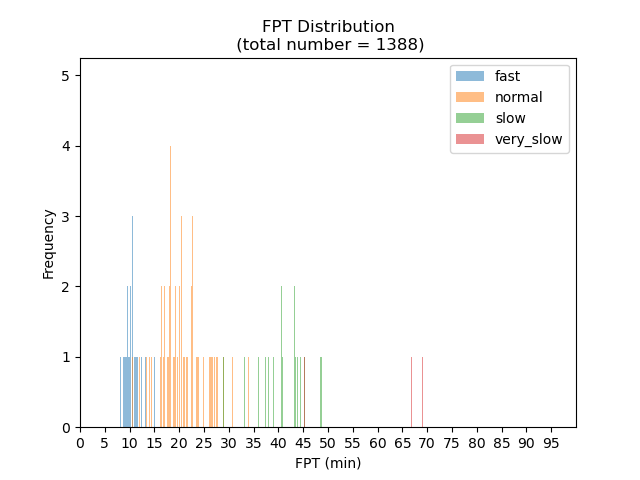 FPT Distribution
(total number = 1388)
fast
normal
slow
very_slow
Frequency
5
4
3
2
1
0
0 5 10 15 20 25 30 35 40 45 50 55 60 65 70 75 80 85 90 95
FPT (min)